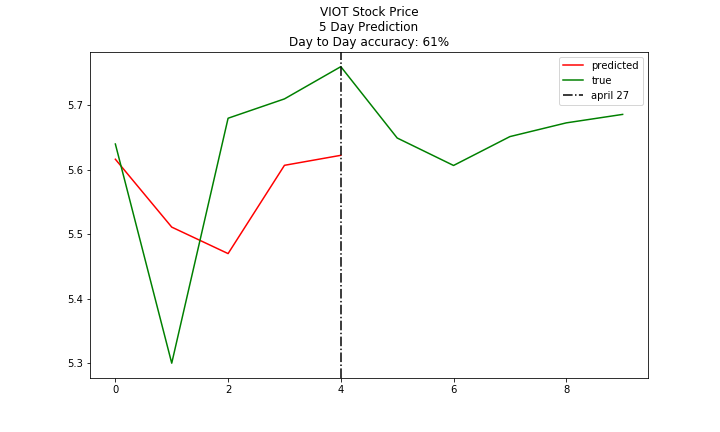 VIOT Stock Price
5 Day Prediction
Day to Day accuracy: 61%
predicted
true
april 27
5.7
5.6
5.5
5.4
5.3
0 2 4 6 8